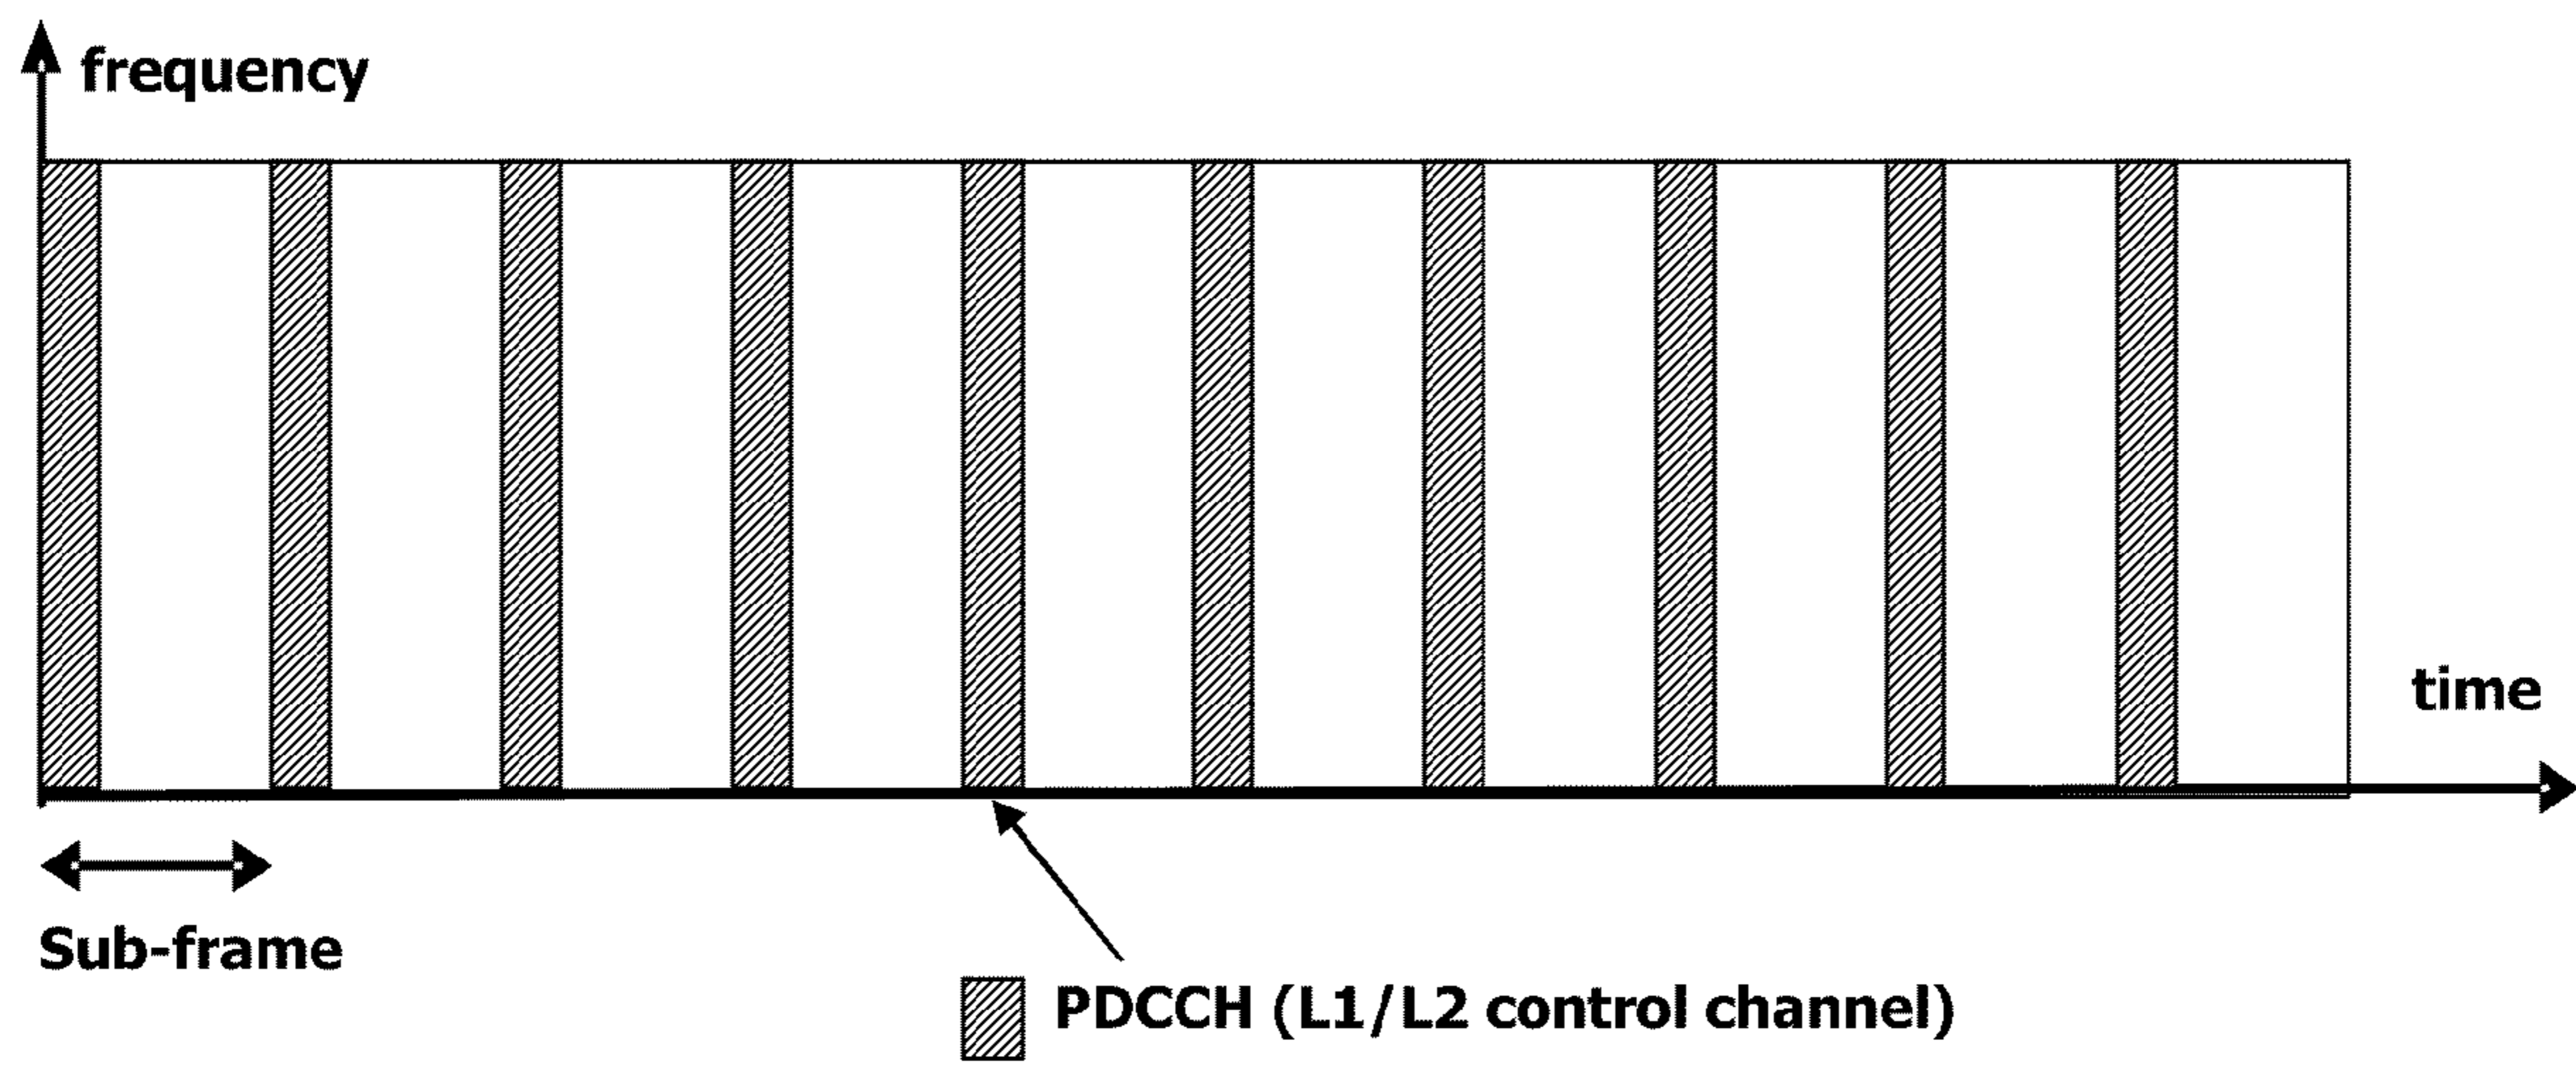 frequency
time
Sub-frame
PDCCH (L1/L2 control channel)